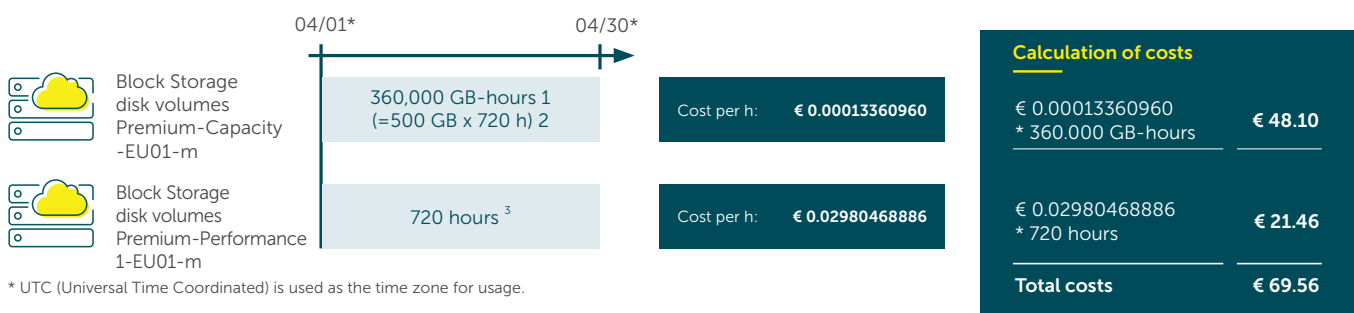 04/01*
04/30*
Block Storage
disk volumes
Premium-Capacity
-EU01-m
360,000 GB-hours 1
(=500 GB x 720 h) 2
Cost per h: € 0.00013360960
Block Storage
disk volumes
Premium-Performance
1-EU01-m
720 hours 3
Cost per h: € 0.02980468886
* UTC (Universal Time Coordinated) is used as the time zone for usage.
Calculation of costs
€ 0.00013360960
* 360.000 GB-hours
€ 48.10
€ 0.02980468886
* 720 hours
€ 21.46
Total costs € 69.56